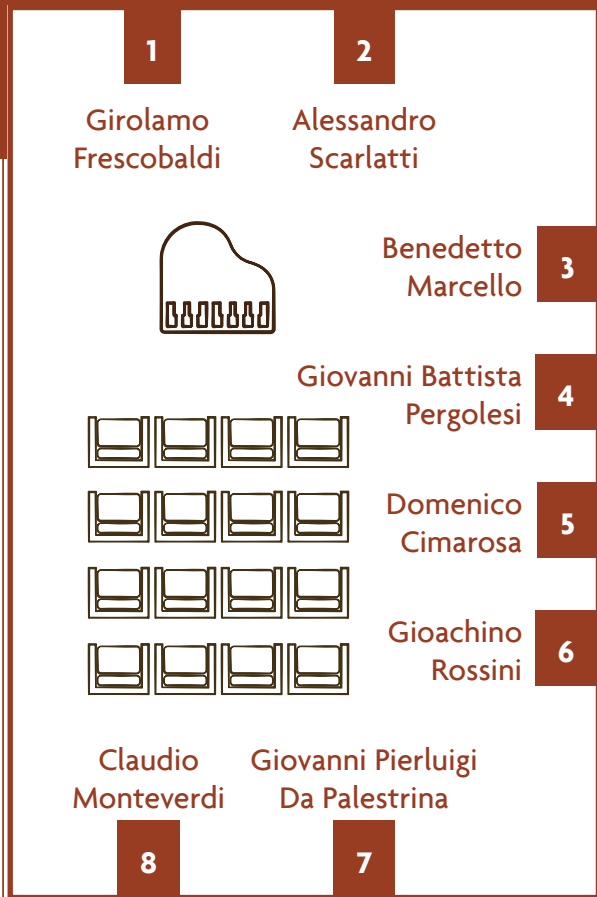 1
2
Girolamo
Frescobaldi
Alessandro
Scarlatti
Benedetto
Marcello
3
Giovanni Battista
Pergolesi
4
Domenico
Cimarosa
5
Gioachino
Rossini
6
Claudio
Monteverdi
Giovanni Pierluigi
Da Palestrina
8
7